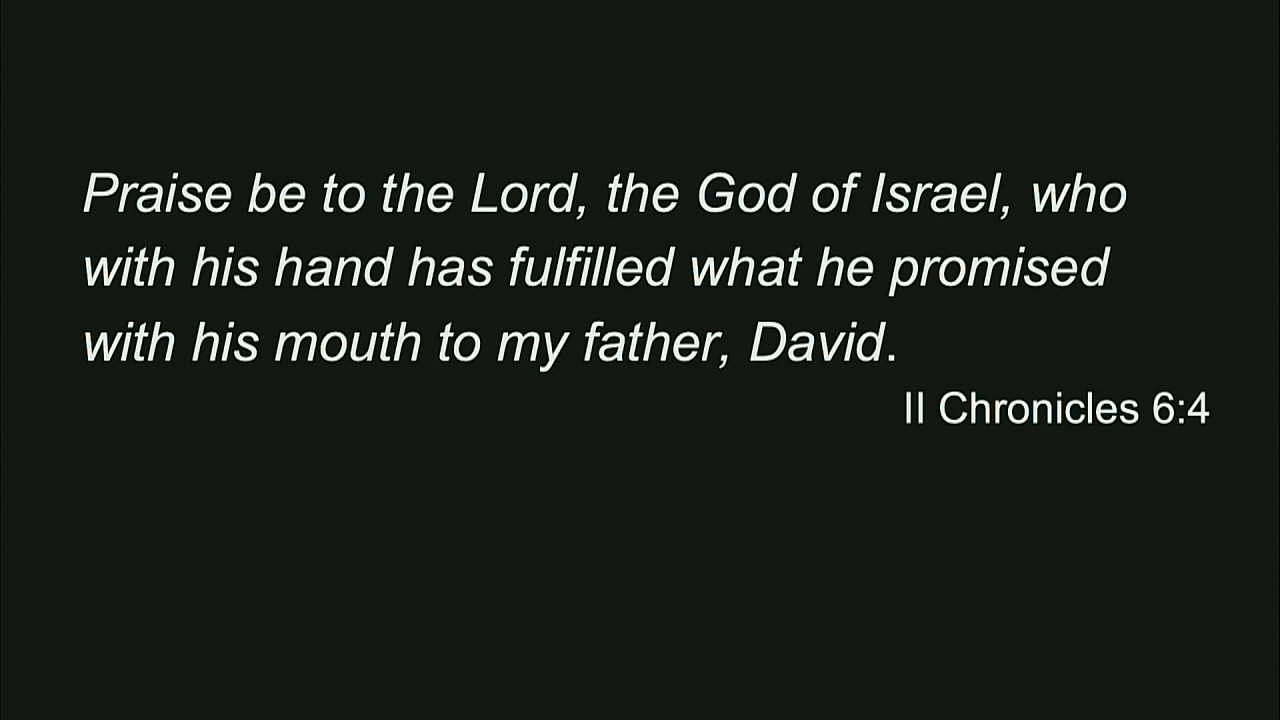 Praise be to the Lord, the God of Israel, who
with his hand has fulfilled what he promised
with his mouth to my father, David.
II Chronicles 6:4